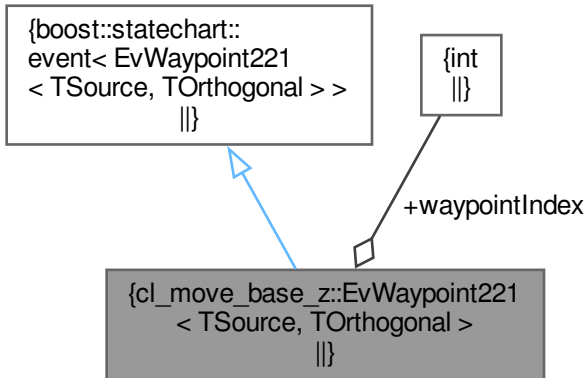 {boost::statechart::
event< EvWaypoint221
< TSource, TOrthogonal > >
||}
{int
||}
+waypointIndex
{cl_move_base_z::EvWaypoint221
< TSource, TOrthogonal >
||}